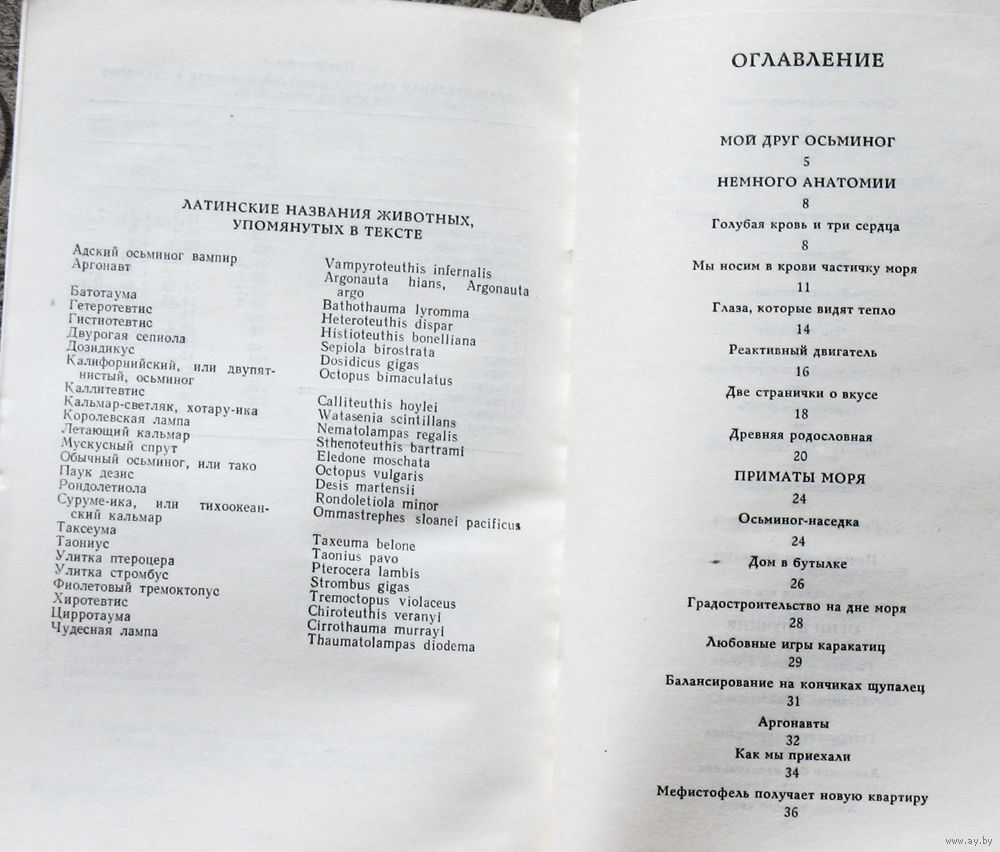 ЛАТИНСКИЕ НАЗВАНИЯ ЖИВОТНЫХ,
УПОМЯНУТЫХ В ТЕКСТЕ
Адский осьминог вампир Vampyroteuthis infernalis
Аргонавт Argonauta hians, Argonauta
argo
Батотаума Bathothauma lyromma
Гетеротевтис Heteroteuthis dispar
Гистиотевтис Histioteuthis bonelliana
Двурогая сепиола Sepiola birostrata
Дозидикус Dosidicus gigas
Калифорнийский, или двупят- Octopus bimaculatus
нистый, осьминог
Каллитевтис Calliteuthis hoylei
Кальмар-светляк, хотару-ика Watasenia scintillans
Королевская лампа Nematolampas regalis
Летающий кальмар Sthenoteuthis bartrami
Мускусный спрут Eledone moschata
Обычный осьминог, или тако Octopus vulgaris
Паук дезис Desis martensii
Рондолетиола Rondoletiola minor
Суруме-ика, или тихоокеан- Ommastrephes sloanei pacificus
ский кальмар
Таксеума Taxeuma belone
Таониус Taonius pavo
Улитка птероцера Pterocera lambis
Улитка стромбус Strombus gigas
Фиолетовый тремоктопус Tremoctopus violaceus
Хиротевтис Chiroteuthis veranyi
Цирротаума Cirrothauma murrayi
Чудесная лампа Thaumatolampas diodema
ОГЛАВЛЕНИЕ
МОЙ ДРУГ ОСЬМИНОГ
5
НЕМНОГО АНАТОМИИ
8
Голубая кровь и три сердца
8
Мы носим в крови частичку моря
11
Глаза, которые видят тепло
14
Реактивный двигатель
16
Две странички о вкусе
18
Древняя родословная
20
ПРИМАТЫ МОРЯ
24
Осьминог-наседка
24
Дом в бутылке
26
Градостроительство на дне моря
28
Любовные игры каракатиц
29
Балансирование на кончиках щупалец
31
Аргонавты
32
Как мы приехали
34
Мефистофель получает новую квартиру
36
www.ay.by